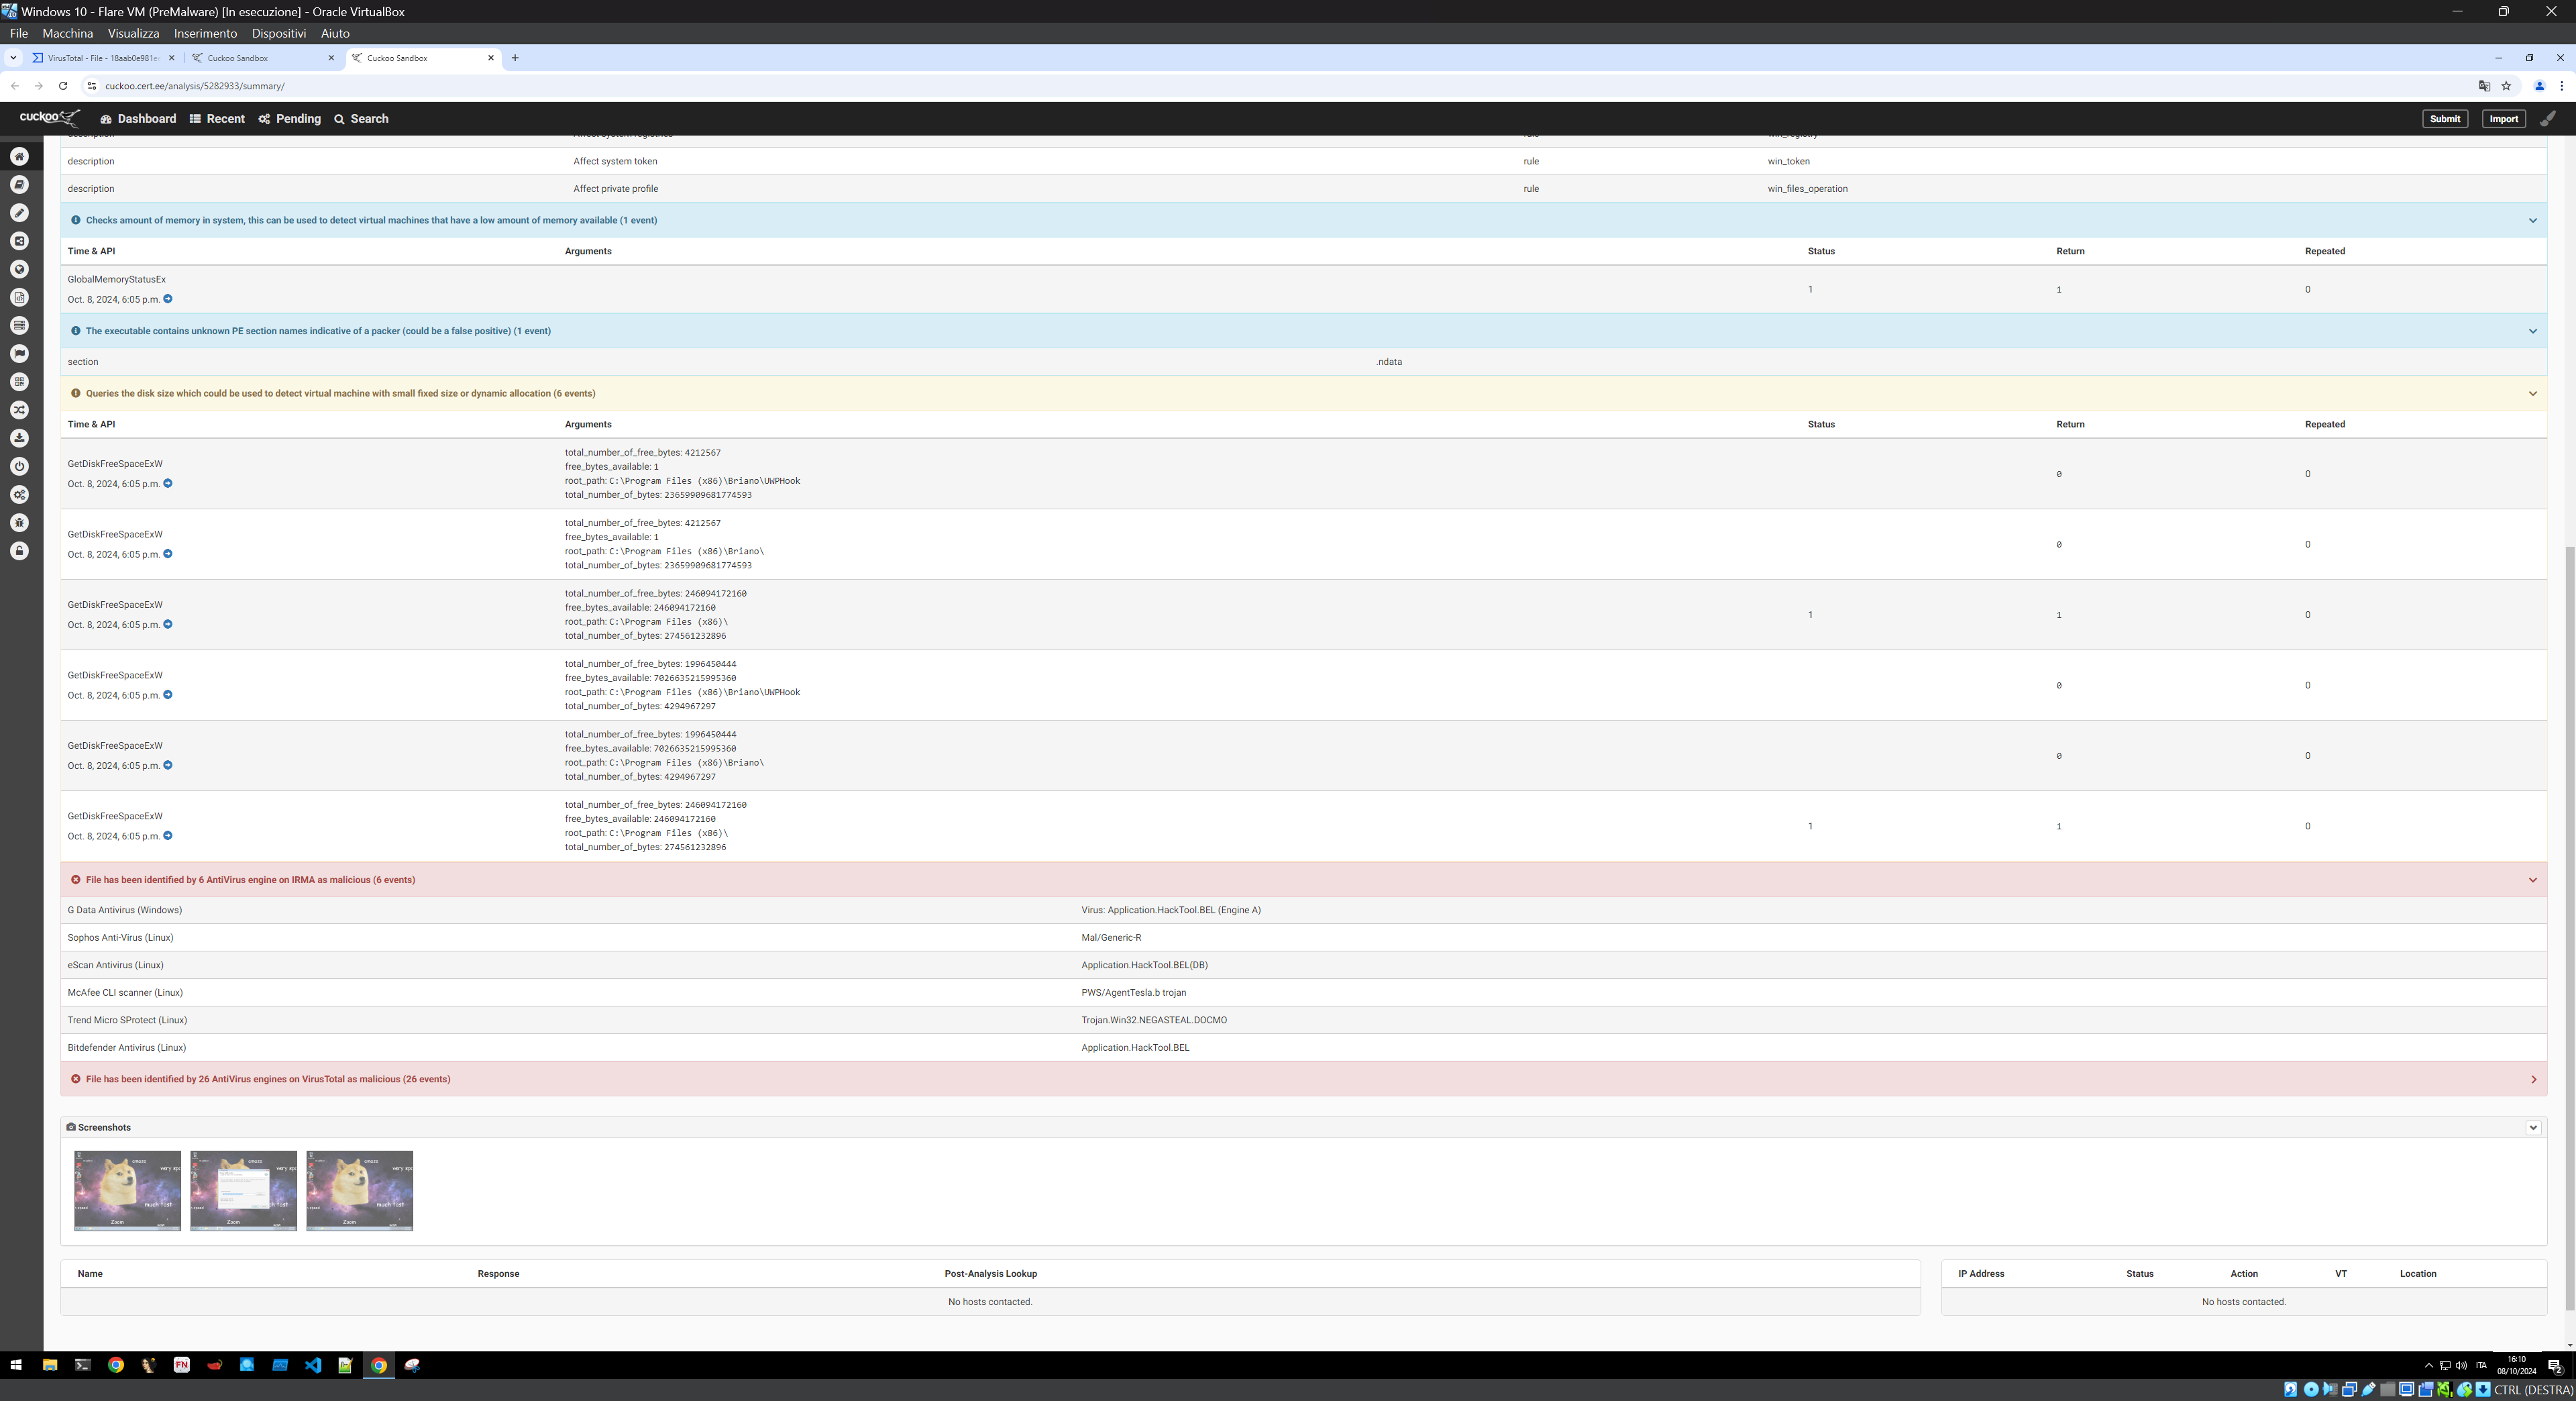 Windows 10 - Flare VM (PreMalware) [In esecuzione] - Oracle VirtualBox
File Macchina Visualizza Inserimento Dispositivi Aiuto
VirusTotal - File - 18aab0e981e
Cuckoo Sandbox
Cuckoo Sandbox
cuckoo.cert.ee/analysis/5282933/summary/
cuckoo Dashboard Recent Pending Search Submit Import
description Affect system registries rule win_registry
description Affect system token rule win_token
description Affect private profile rule win_files_operation
Checks amount of memory in system, this can be used to detect virtual machines that have a low amount of memory available (1 event)
Time & API Arguments Status Return Repeated
GlobalMemoryStatusEx
Oct. 8, 2024, 6:05 p.m. 1 1 0
The executable contains unknown PE section names indicative of a packer (could be a false positive) (1 event)
section .ndata
Queries the disk size which could be used to detect virtual machine with small fixed size or dynamic allocation (6 events)
Time & API Arguments Status Return Repeated
GetDiskFreeSpaceExW
Oct. 8, 2024, 6:05 p.m.
total_number_of_free_bytes: 4212567
free_bytes_available: 1
root_path: C:\Program Files (x86)\Briano\UWPHook
total_number_of_bytes: 23659909681774593
0 0
GetDiskFreeSpaceExW
Oct. 8, 2024, 6:05 p.m.
total_number_of_free_bytes: 4212567
free_bytes_available: 1
root_path: C:\Program Files (x86)\Briano\
total_number_of_bytes: 23659909681774593
0 0
GetDiskFreeSpaceExW
Oct. 8, 2024, 6:05 p.m.
total_number_of_free_bytes: 246094172160
free_bytes_available: 246094172160
root_path: C:\Program Files (x86)\
total_number_of_bytes: 274561232896
1 1 0
GetDiskFreeSpaceExW
Oct. 8, 2024, 6:05 p.m.
total_number_of_free_bytes: 1996450444
free_bytes_available: 7026635215995360
root_path: C:\Program Files (x86)\Briano\UWPHook
total_number_of_bytes: 4294967297
0 0
GetDiskFreeSpaceExW
Oct. 8, 2024, 6:05 p.m.
total_number_of_free_bytes: 1996450444
free_bytes_available: 7026635215995360
root_path: C:\Program Files (x86)\Briano\
total_number_of_bytes: 4294967297
0 0
GetDiskFreeSpaceExW
Oct. 8, 2024, 6:05 p.m.
total_number_of_free_bytes: 246094172160
free_bytes_available: 246094172160
root_path: C:\Program Files (x86)\
total_number_of_bytes: 274561232896
1 1 0
File has been identified by 6 AntiVirus engine on IRMA as malicious (6 events)
G Data Antivirus (Windows) Virus: Application.HackTool.BEL (Engine A)
Sophos Anti-Virus (Linux) Mal/Generic-R
eScan Antivirus (Linux) Application.HackTool.BEL(DB)
McAfee CLI scanner (Linux) PWS/AgentTesla.b trojan
Trend Micro SProtect (Linux) Trojan.Win32.NEGASTEAL.DOCMO
Bitdefender Antivirus (Linux) Application.HackTool.BEL
File has been identified by 26 AntiVirus engines on VirusTotal as malicious (26 events)
Screenshots
Name Response Post-Analysis Lookup
No hosts contacted.
IP Address Status Action VT Location
No hosts contacted.
FN
ITA
16:10
08/10/2024
2
CTRL (DESTRA)